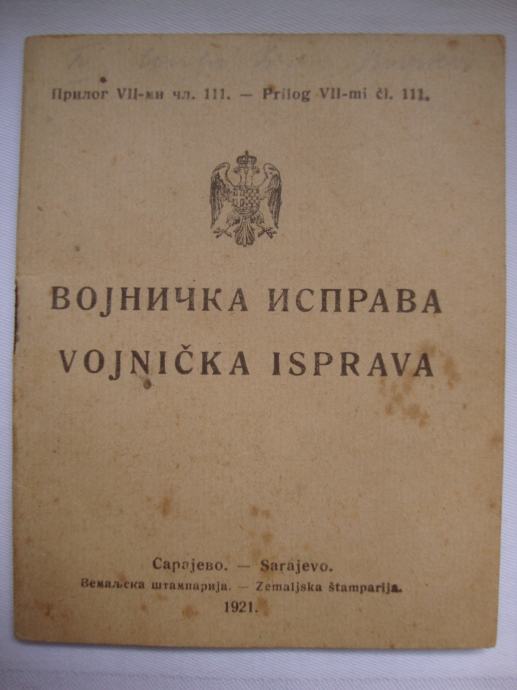 Прилог VII-ми чл. 111. — Prilog VII-mi čl. 111.
ВОЈНИЧКА ИСПРАВА
VOJNIČKA ISPRAVA
Сарајево. — Sarajevo.
Земаљска штампарија. — Zemaljska štamparija.
1921.